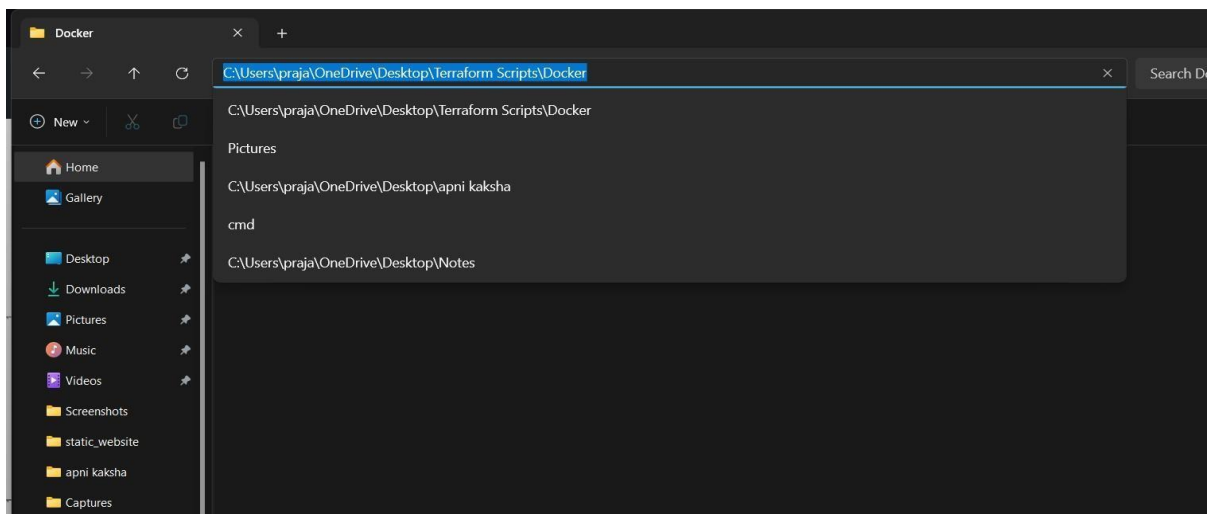 Docker
C:\Users\praja\OneDrive\Desktop\Terraform Scripts\Docker
Search D
New
C:\Users\praja\OneDrive\Desktop\Terraform Scripts\Docker
Pictures
C:\Users\praja\OneDrive\Desktop\apni kaksha
cmd
C:\Users\praja\OneDrive\Desktop\Notes
Home
Gallery
Desktop
Downloads
Pictures
Music
Videos
Screenshots
static_website
apni kaksha
Captures